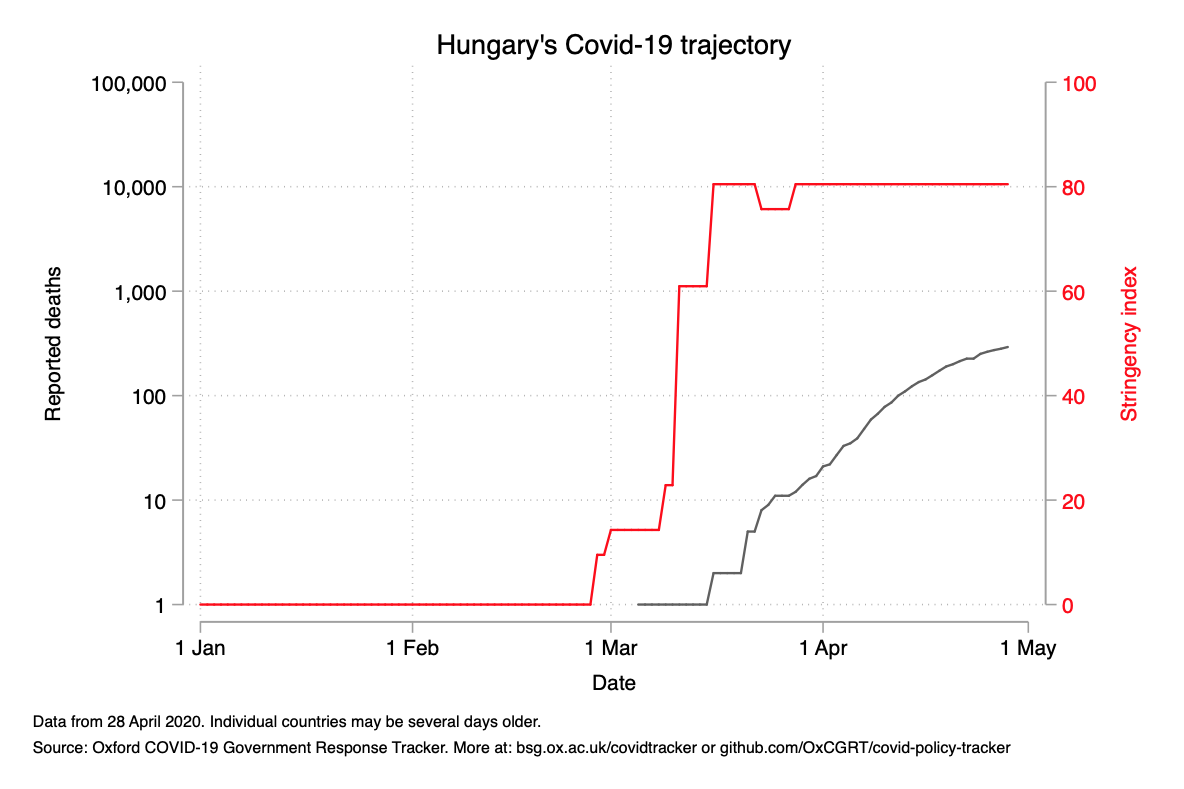 Hungary's Covid-19 trajectory
100,000
10,000
1,000
100
10
1
Reported deaths
100
80
60
40
20
0
Stringency index
1 Jan
1 Feb
1 Mar
1 Apr
1 May
Date
Data from 28 April 2020. Individual countries may be several days older.
Source: Oxford COVID-19 Government Response Tracker. More at: bsg.ox.ac.uk/covidtracker or github.com/OxCGRT/covid-policy-tracker